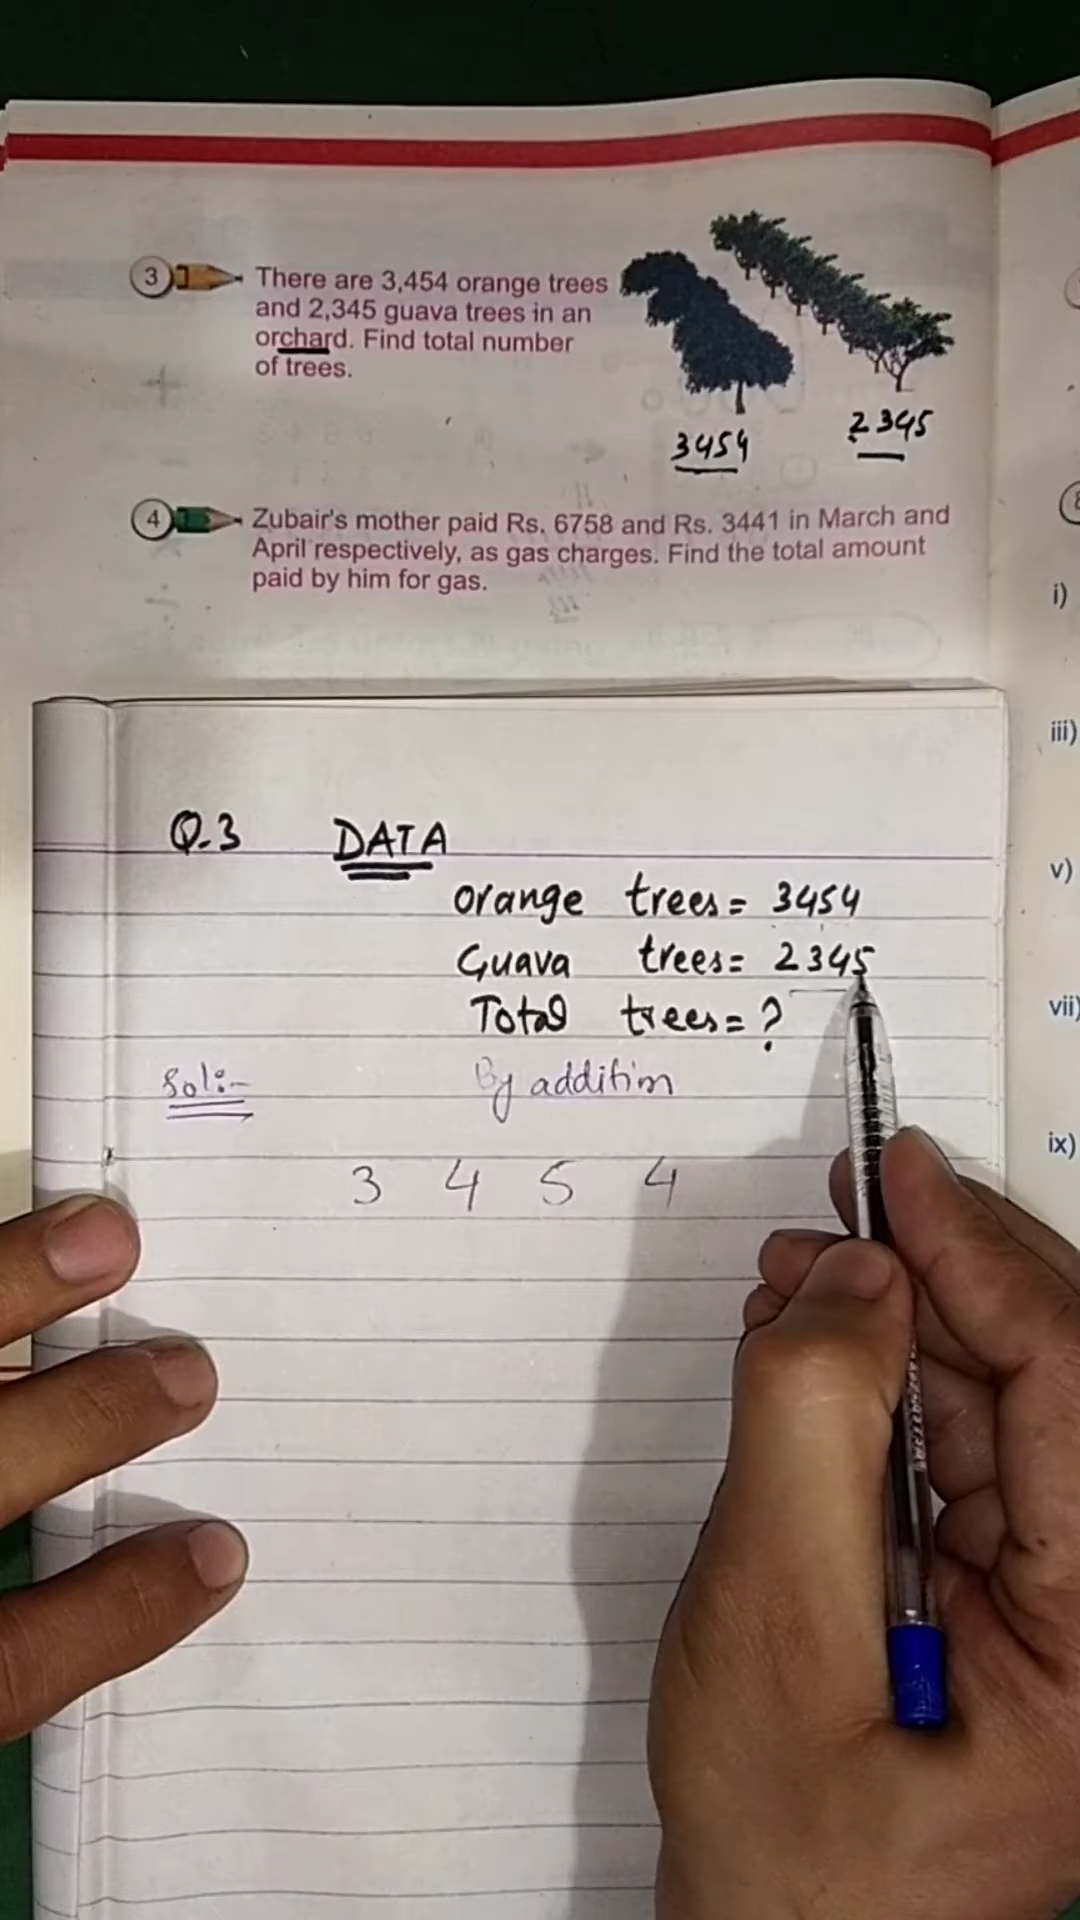 3
There are 3,454 orange trees
and 2,345 guava trees in an
orchard. Find total number
of trees.
3454
2345
4
Zubair's mother paid Rs. 6758 and Rs. 3441 in March and
April respectively, as gas charges. Find the total amount
paid by him for gas.
i)
iii)
v)
vii)
ix)
Q.3 DATA
Orange trees = 3454
Guava trees = 2345
Total trees = ?
Sol:- By addition
3 4 5 4